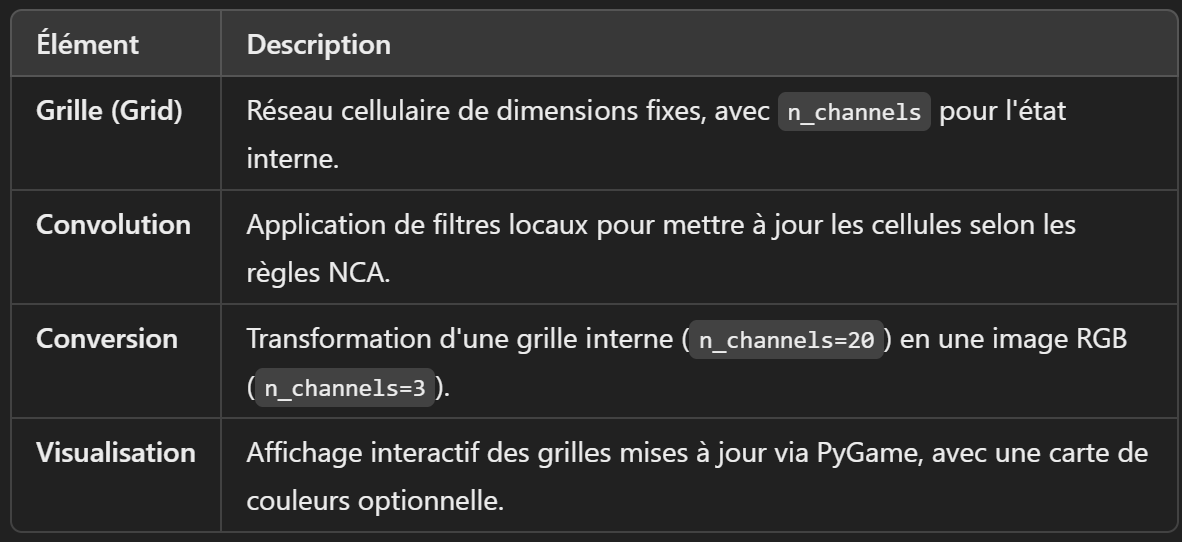 Élément Description
Grille (Grid) Réseau cellulaire de dimensions fixes, avec n_channels pour l'état
interne.
Convolution Application de filtres locaux pour mettre à jour les cellules selon les
règles NCA.
Conversion Transformation d'une grille interne ( n_channels=20 ) en une image RGB
( n_channels=3 ).
Visualisation Affichage interactif des grilles mises à jour via PyGame, avec une carte de
couleurs optionnelle.